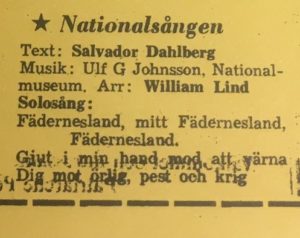 ★ Nationalsången
Text: Salvador Dahlberg
Musik: Ulf G Johnsson, National-
museum. Arr: William Lind
Solosång:
Fädernesland, mitt Fädernesland,
Fädernesland.
Gjut i min hand mod att värna
Dig mot örlig, pest och krig